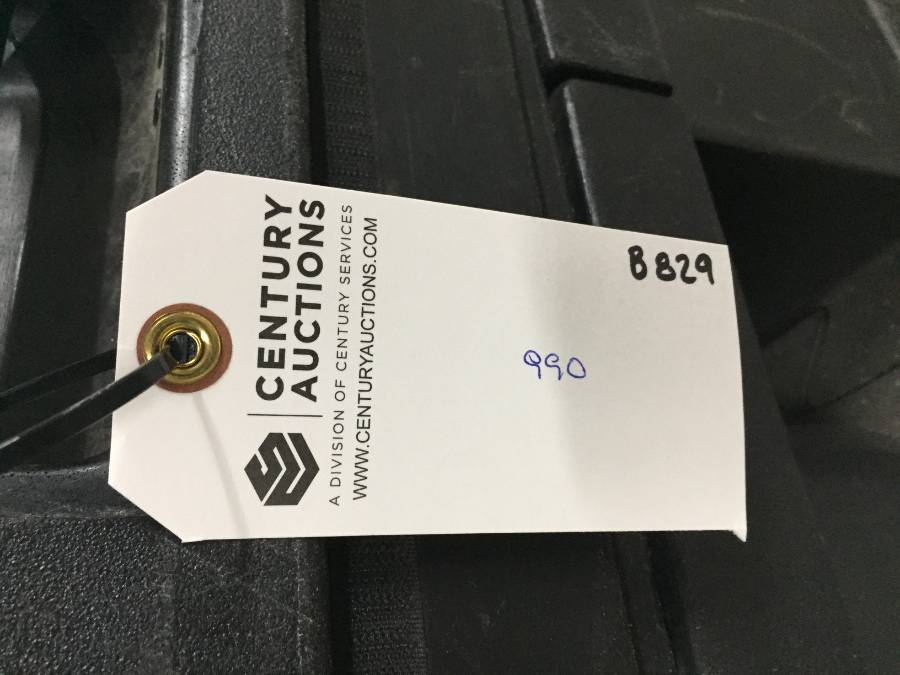 CENTURY
AUCTIONS
A DIVISION OF CENTURY SERVICES
WWW.CENTURYAUCTIONS.COM
B829
990